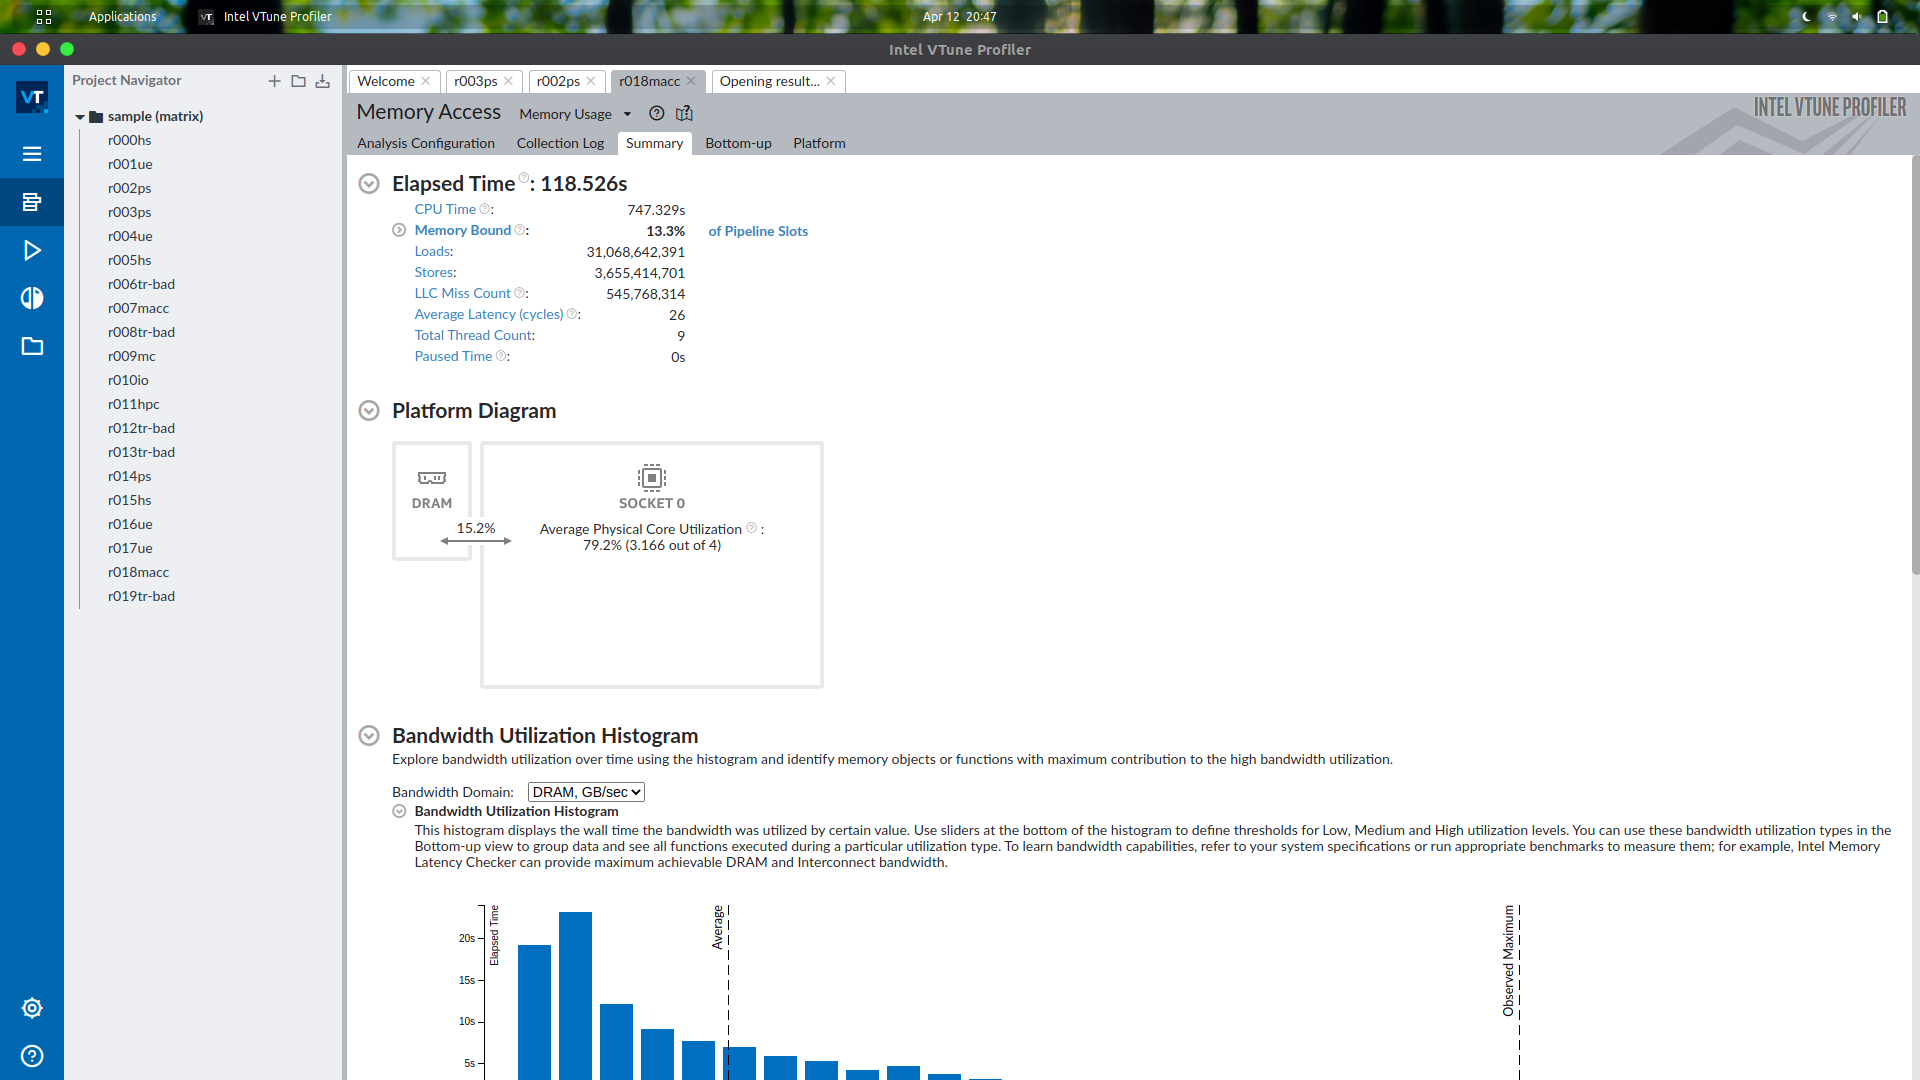 Applications
VT Intel VTune Profiler
Apr 12 20:47
Intel VTune Profiler
VT
Project Navigator
sample (matrix)
r000hs
r001ue
r002ps
r003ps
r004ue
r005hs
r006tr-bad
r007macc
r008tr-bad
r009mc
r010io
r011hpc
r012tr-bad
r013tr-bad
r014ps
r015hs
r016ue
r017ue
r018macc
r019tr-bad
Welcome r003ps r002ps r018macc Opening result...
Memory Access Memory Usage
INTEL VTUNE PROFILER
Analysis Configuration Collection Log Summary Bottom-up Platform
Elapsed Time : 118.526s
CPU Time : 747.329s
Memory Bound : 13.3% of Pipeline Slots
Loads: 31,068,642,391
Stores: 3,655,414,701
LLC Miss Count : 545,768,314
Average Latency (cycles) : 26
Total Thread Count: 9
Paused Time : 0s
Platform Diagram
DRAM
SOCKET 0
15.2%
Average Physical Core Utilization :
79.2% (3.166 out of 4)
Bandwidth Utilization Histogram
Explore bandwidth utilization over time using the histogram and identify memory objects or functions with maximum contribution to the high bandwidth utilization.
Bandwidth Domain: DRAM, GB/sec
Bandwidth Utilization Histogram
This histogram displays the wall time the bandwidth was utilized by certain value. Use sliders at the bottom of the histogram to define thresholds for Low, Medium and High utilization levels. You can use these bandwidth utilization types in the
Bottom-up view to group data and see all functions executed during a particular utilization type. To learn bandwidth capabilities, refer to your system specifications or run appropriate benchmarks to measure them; for example, Intel Memory
Latency Checker can provide maximum achievable DRAM and Interconnect bandwidth.
Elapsed Time
Average
Observed Maximum
20s
15s
10s
5s